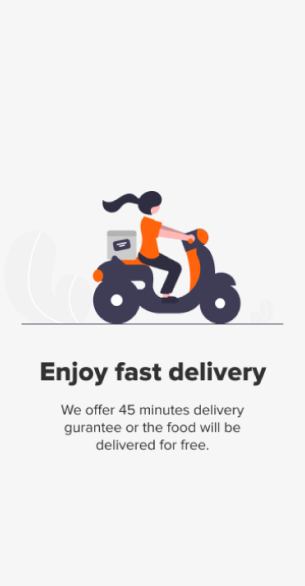 Enjoy fast delivery
We offer 45 minutes delivery
gurantee or the food will be
delivered for free.